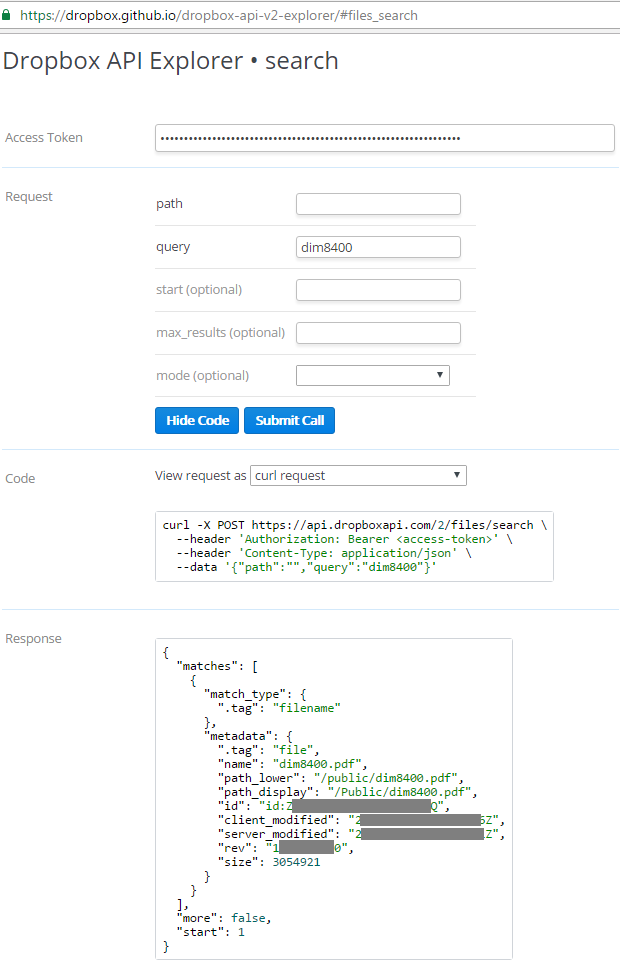 https://dropbox.github.io/dropbox-api-v2-explorer/#files_search
Dropbox API Explorer • search
Access Token
Request
path
query dim8400
start (optional)
max_results (optional)
mode (optional)
Hide Code Submit Call
Code
View request as curl request
curl -X POST https://api.dropboxapi.com/2/files/search \
--header 'Authorization: Bearer <access-token>' \
--header 'Content-Type: application/json' \
--data '{"path":"","query":"dim8400"}'
Response
{
"matches": [
{
"match_type": {
".tag": "filename"
},
"metadata": {
".tag": "file",
"name": "dim8400.pdf",
"path_lower": "/public/dim8400.pdf",
"path_display": "/Public/dim8400.pdf",
"id": "id:Z Q",
"client_modified": "2 Z",
"server_modified": "2 Z",
"rev": "1 0",
"size": 3054921
}
}
],
"more": false,
"start": 1
}